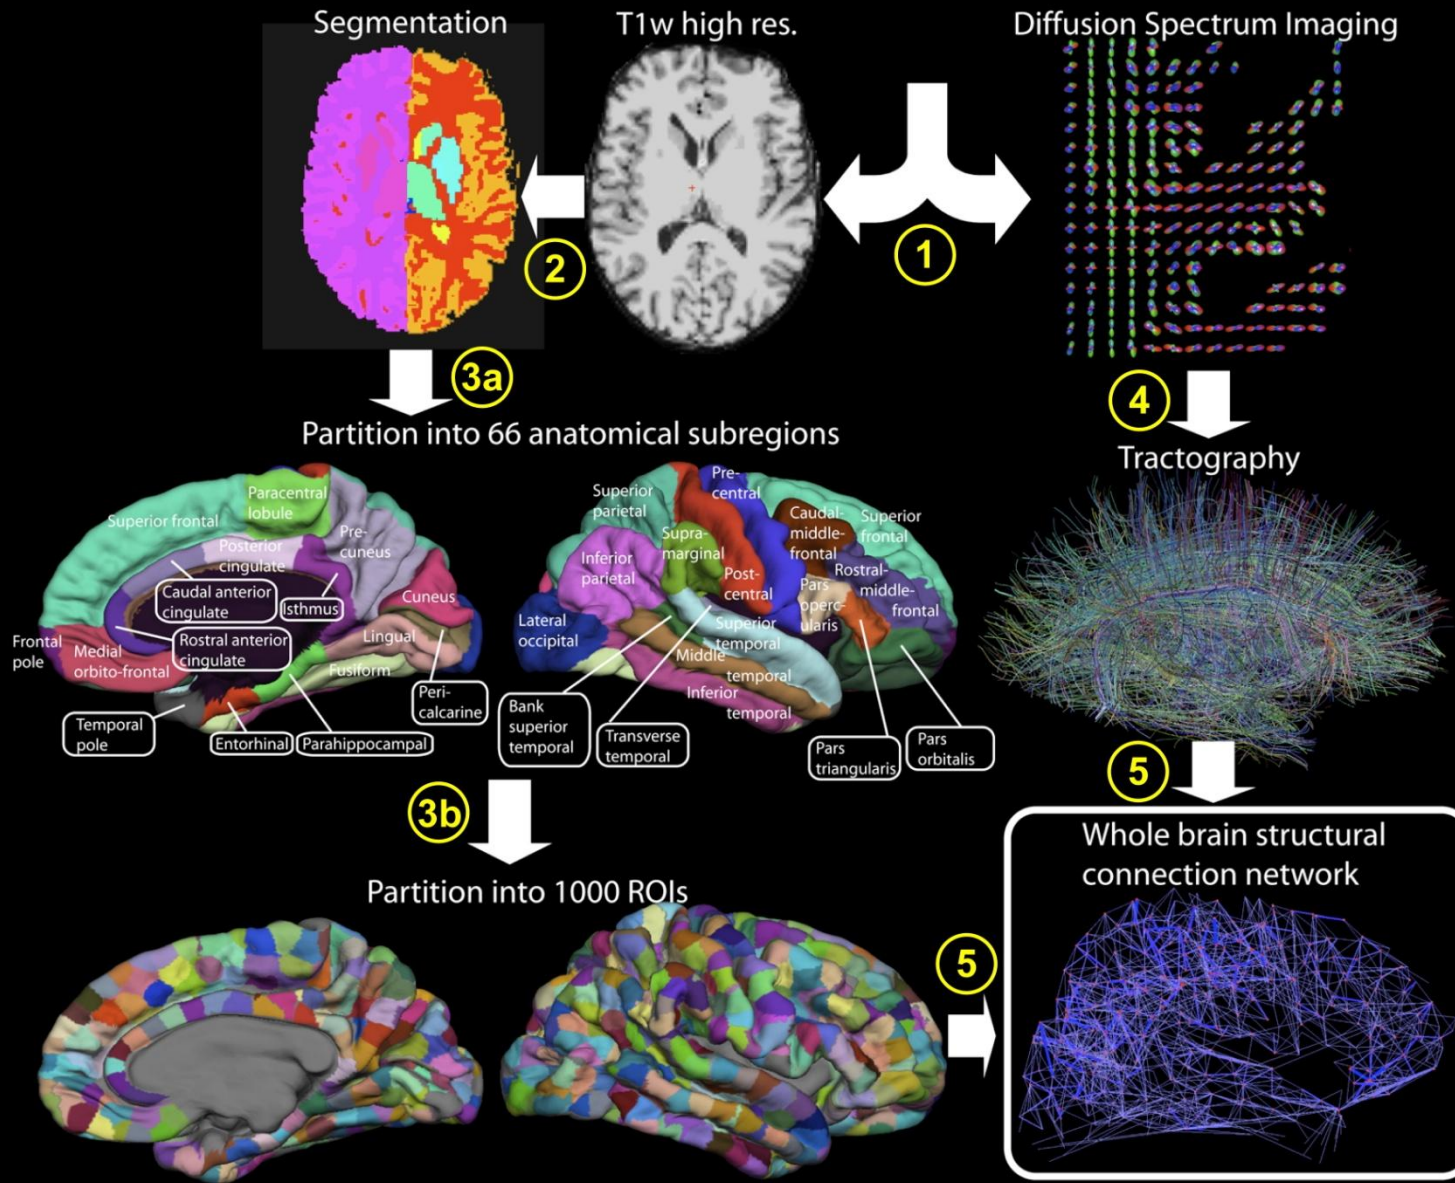 Segmentation
T1w high res.
Diffusion Spectrum Imaging
1
2
3a
4
Partition into 66 anatomical subregions
Tractography
Superior frontal
Paracentral
lobule
Posterior
cingulate
Pre-
cuneus
Caudal anterior
cingulate
Isthmus
Cuneus
Rostral anterior
cingulate
Lingual
Frontal
pole
Medial
orbito-frontal
Fusiform
Peri-
calcarine
Temporal
pole
Entorhinal
Parahippocampal
Superior
parietal
Pre-
central
Caudal-
middle-
frontal
Superior
frontal
Supra-
marginal
Inferior
parietal
Post-
central
Rostral-
middle-
frontal
Pars
operc-
ularis
Lateral
occipital
Superior
temporal
Middle
temporal
Inferior
temporal
Bank
superior
temporal
Transverse
temporal
Pars
triangularis
Pars
orbitalis
3b
5
Whole brain structural
connection network
Partition into 1000 ROIs
5